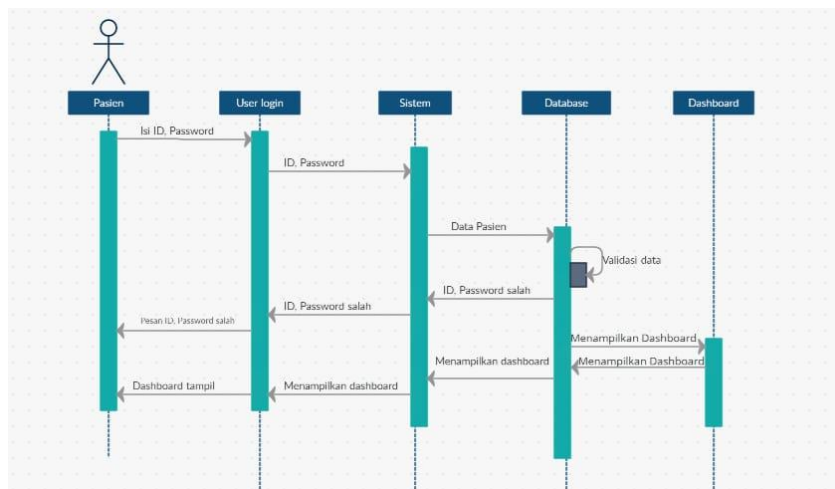 Pasien
User login
Sistem
Database
Dashboard
Isi ID, Password
ID, Password
Data Pasien
Validasi data
ID, Password salah
ID, Password salah
Pesan ID, Password salah
Menampilkan Dashboard
Menampilkan Dashboard
Menampilkan dashboard
Menampilkan dashboard
Dashboard tampil